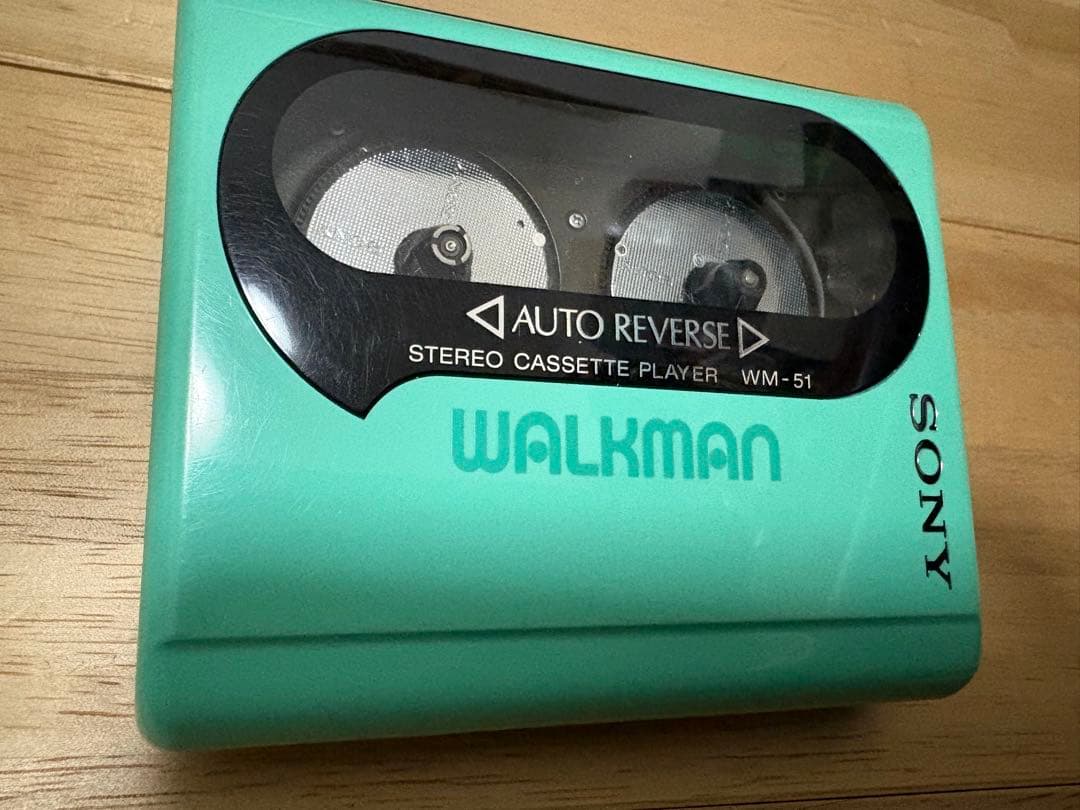 ◁ AUTO REVERSE ▷
STEREO CASSETTE PLAYER WM-51
WALKMAN
SONY